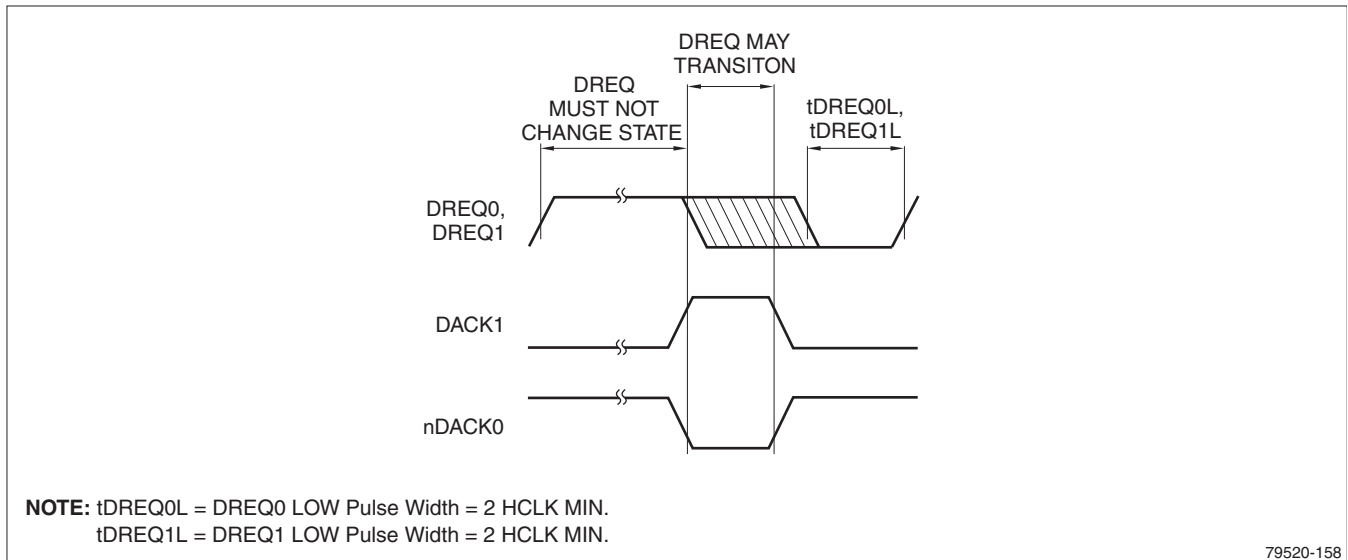 DREQ MAY
TRANSITON
DREQ
MUST NOT
CHANGE STATE
tDREQ0L,
tDREQ1L
DREQ0,
DREQ1
DACK1
nDACK0
NOTE: tDREQ0L = DREQ0 LOW Pulse Width = 2 HCLK MIN.
tDREQ1L = DREQ1 LOW Pulse Width = 2 HCLK MIN.
79520-158